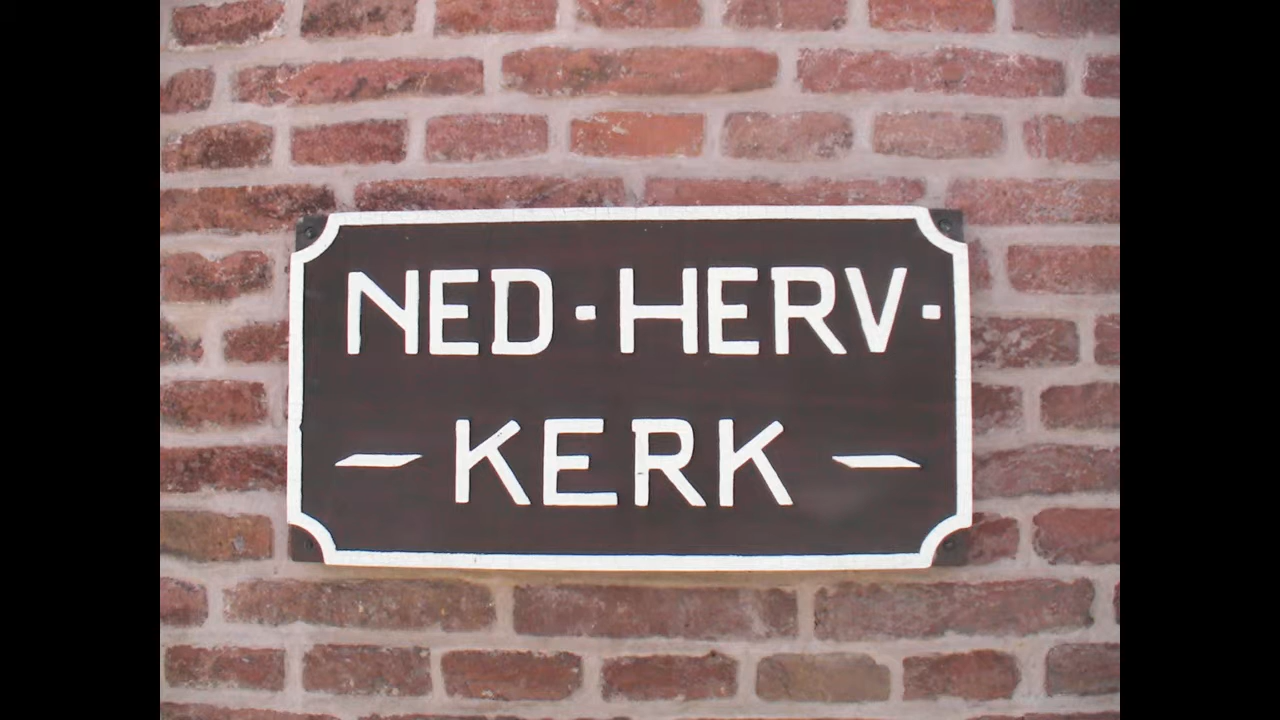 NED·HERV·
— KERK —